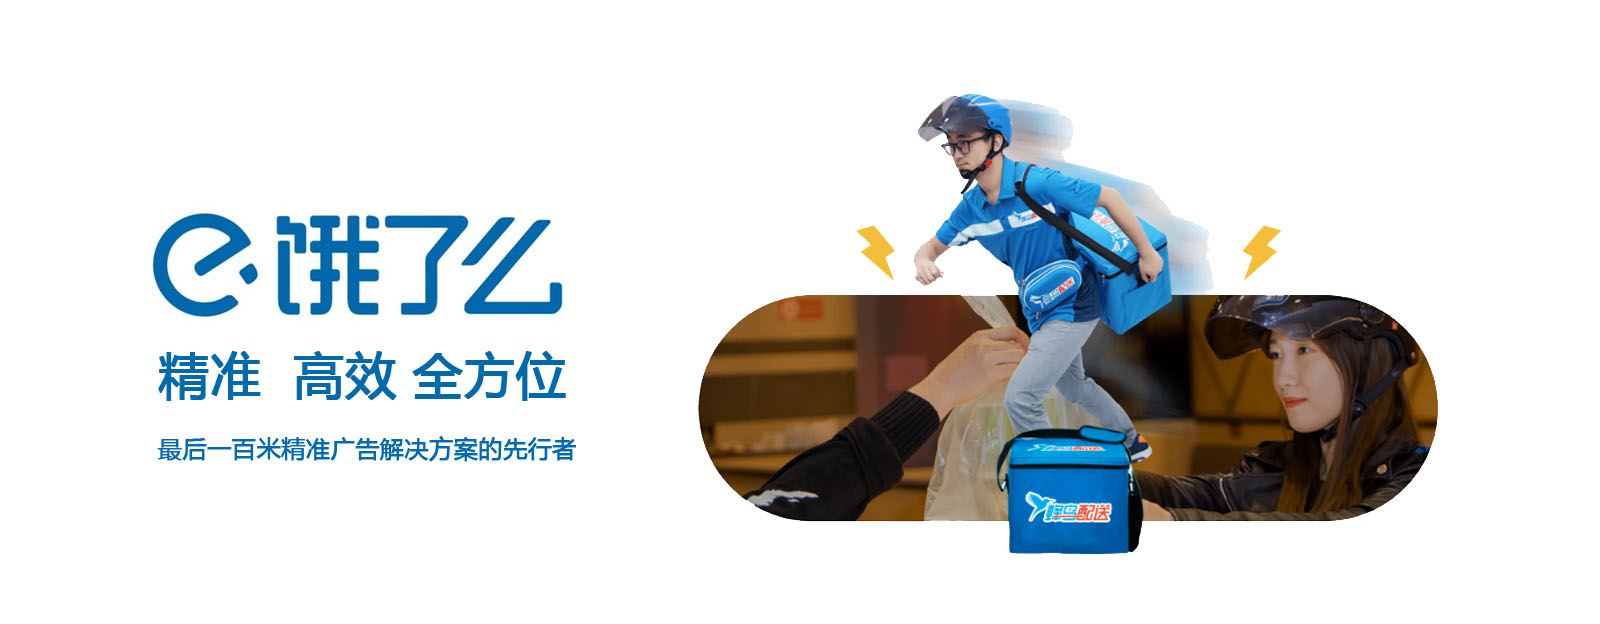 e饿了么
精准 高效 全方位
最后一百米精准广告解决方案的先行者
蜂鸟配送